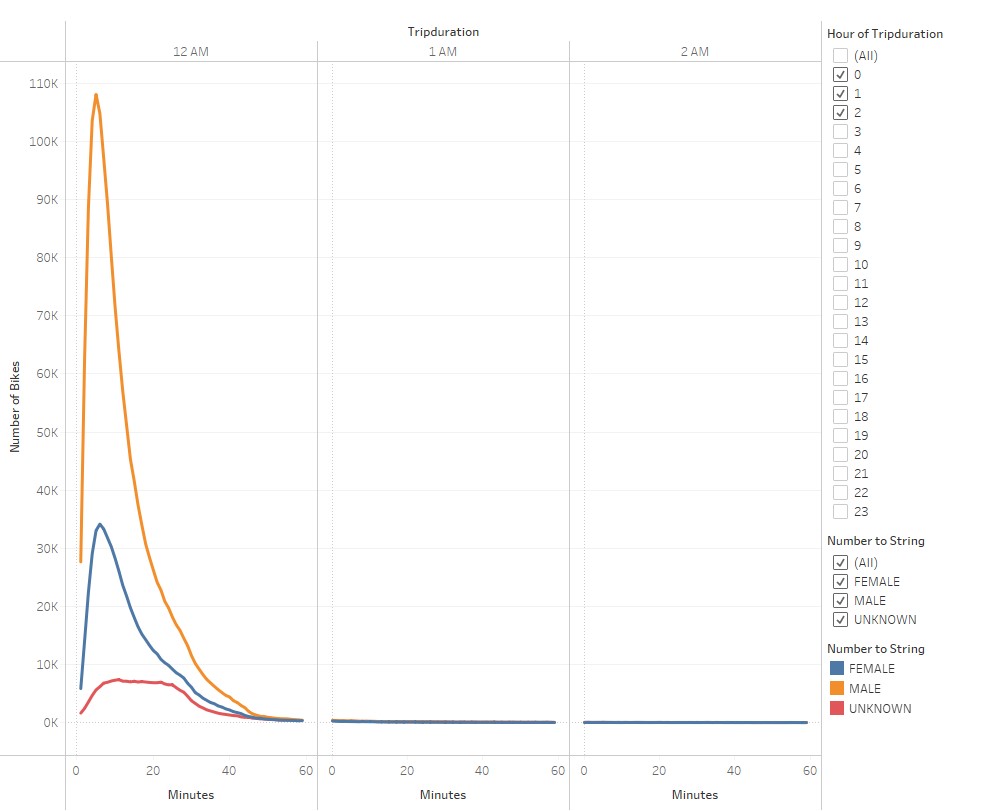 Tripduration
12 AM 1 AM 2 AM
110K
100K
90K
80K
70K
60K
50K
40K
30K
20K
10K
0K
Number of Bikes
0 20 40 60 0 20 40 60 0 20 40 60
Minutes Minutes Minutes
Hour of Tripduration
(All)
0
1
2
3
4
5
6
7
8
9
10
11
12
13
14
15
16
17
18
19
20
21
22
23
Number to String
(All)
FEMALE
MALE
UNKNOWN
Number to String
FEMALE
MALE
UNKNOWN